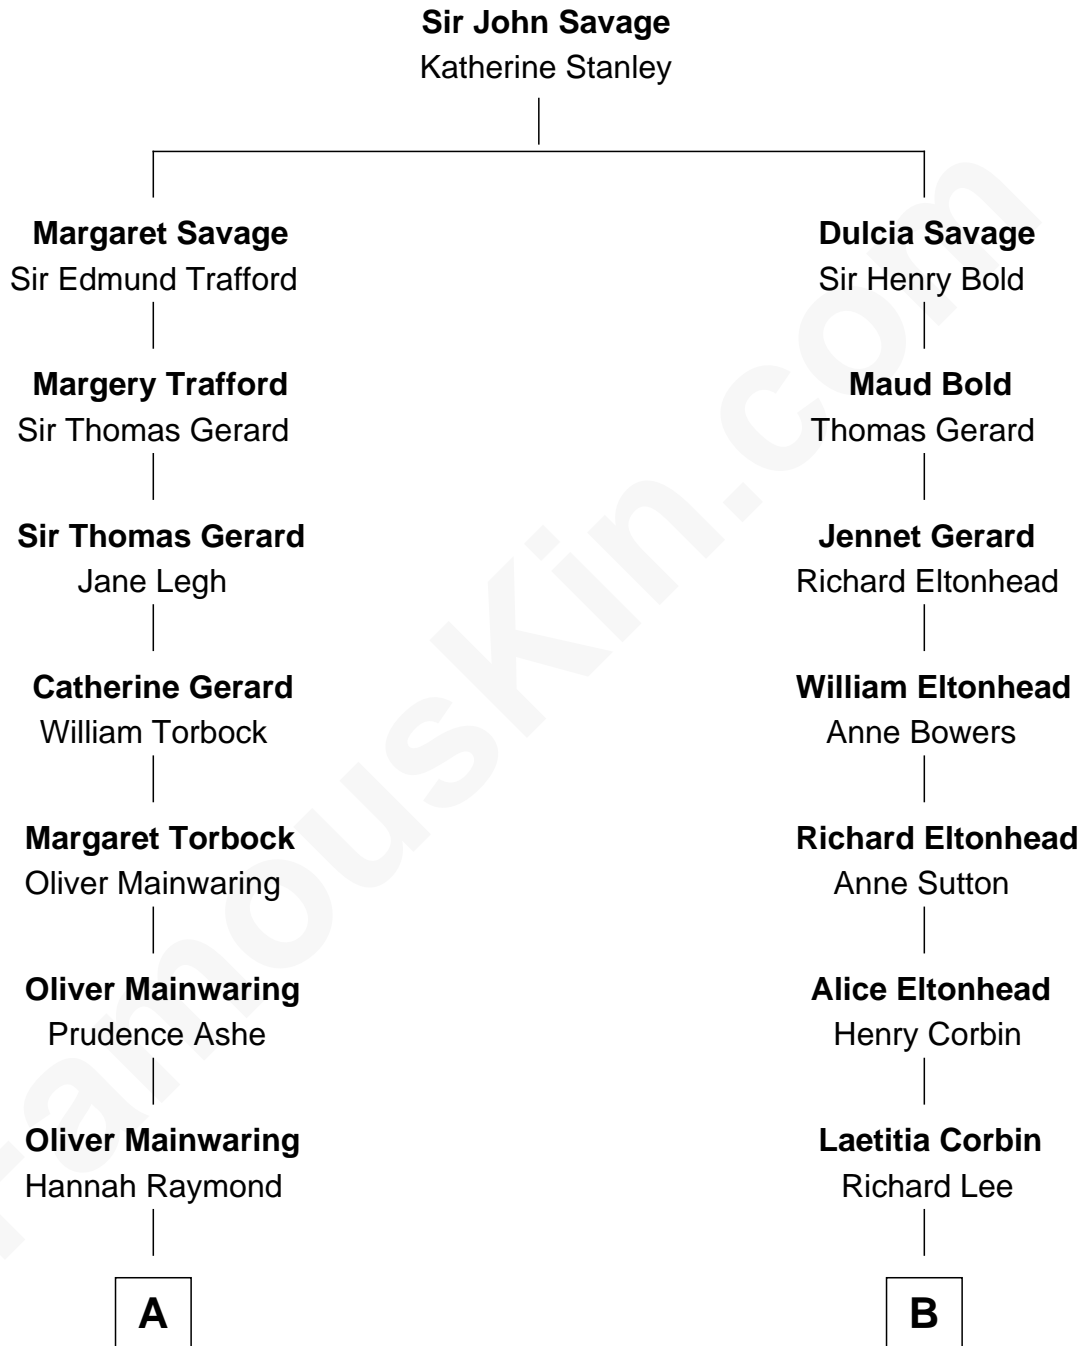 Sir John Savage
Katherine Stanley
Margaret Savage
Sir Edmund Trafford
Dulcia Savage
Sir Henry Bold
Margery Trafford
Sir Thomas Gerard
Maud Bold
Thomas Gerard
Sir Thomas Gerard
Jane Legh
Jennet Gerard
Richard Eltonhead
Catherine Gerard
William Torbock
William Eltonhead
Anne Bowers
Margaret Torbock
Oliver Mainwaring
Richard Eltonhead
Anne Sutton
Oliver Mainwaring
Prudence Ashe
Alice Eltonhead
Henry Corbin
Oliver Mainwaring
Hannah Raymond
Laetitia Corbin
Richard Lee
A
B
FamousKin.com